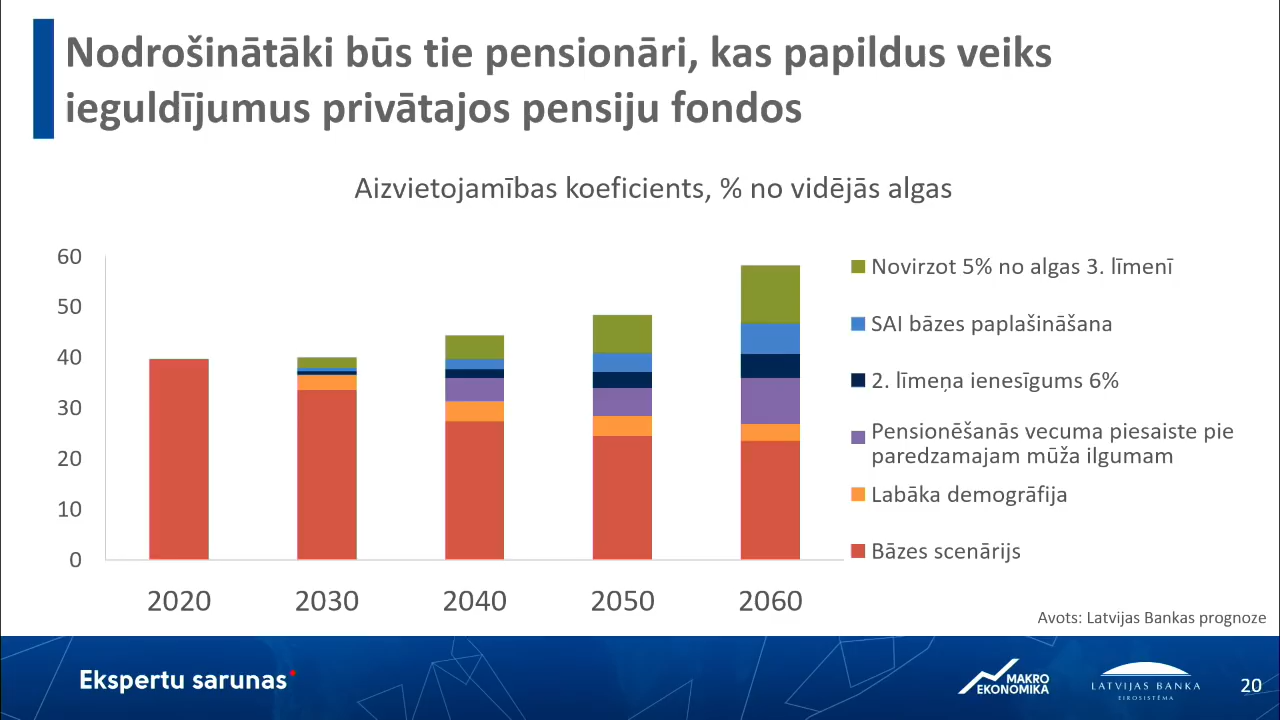 Nodrošinātāki būs tie pensionāri, kas papildus veiks
ieguldījumus privātajos pensiju fondos
Aizvietojamības koeficients, % no vidējās algas
60
50
40
30
20
10
0
2020
2030
2040
2050
2060
Novirzot 5% no algas 3. līmenī
SAI bāzes paplašināšana
2. līmeņa ienesīgums 6%
Pensionēšanās vecuma piesaiste pie
paredzamajam mūža ilgumam
Labāka demogrāfija
Bāzes scenārijs
Avots: Latvijas Bankas prognoze
Ekspertu sarunas
MAKRO
EKONOMIKA
LATVIJAS BANKA
EIROSISTĒMA
20